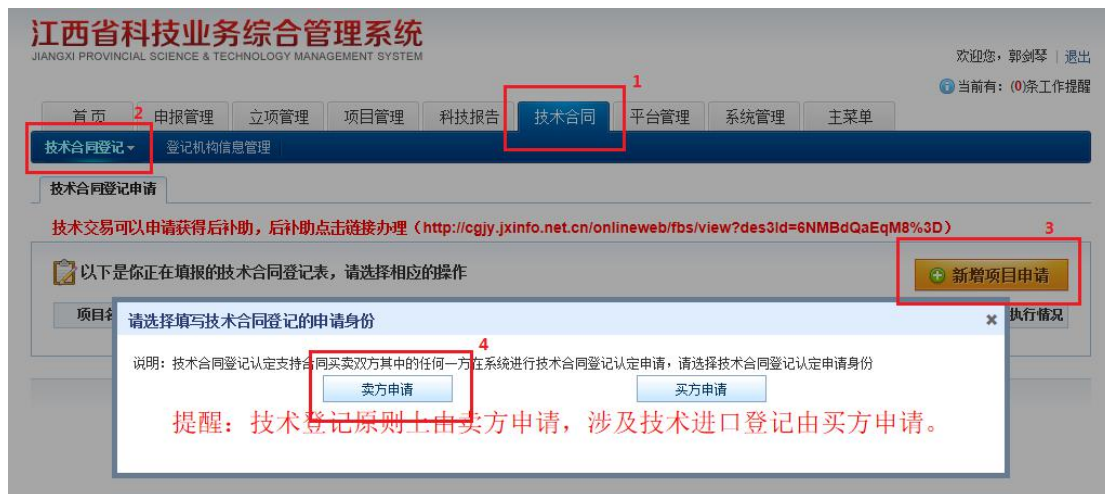 江西省科技业务综合管理系统
JIANGXI PROVINCIAL SCIENCE & TECHNOLOGY MANAGEMENT SYSTEM
欢迎您，郭剑琴 | 退出
当前有：(0)条工作提醒
1
2
首页 申报管理 立项管理 项目管理 科技报告 技术合同 平台管理 系统管理 主菜单
技术合同登记 登记机构信息管理
技术合同登记申请
技术交易可以申请获得后补助，后补助点击链接办理（http://cgjy.jxinfo.net.cn/onlineweb/fbs/view?des3Id=6NMBdQaEqM8%3D）
3
以下是你正在填报的技术合同登记表，请选择相应的操作
新增项目申请
项目名
执行情况
请选择填写技术合同登记的申请身份
4
说明：技术合同登记认定支持合同买卖双方其中的任何一方在系统进行技术合同登记认定申请，请选择技术合同登记认定申请身份
卖方申请 买方申请
提醒：技术登记原则上由卖方申请，涉及技术进口登记由买方申请。